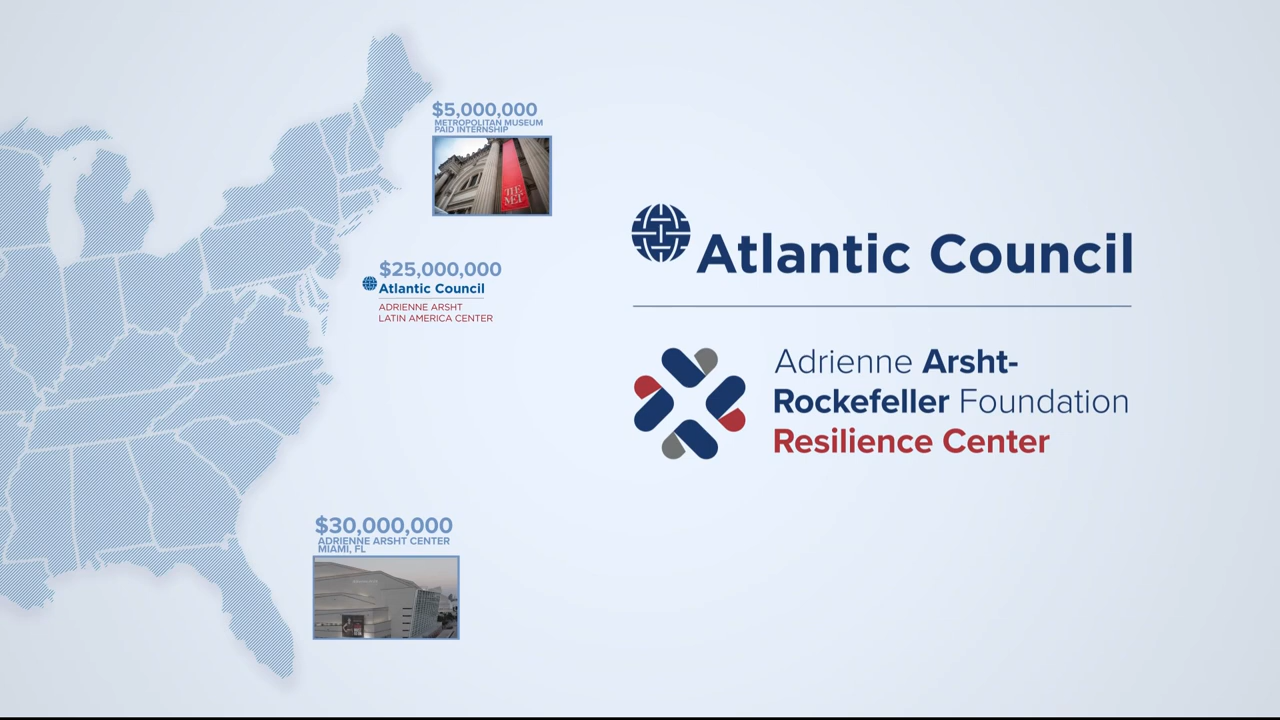 $5,000,000
METROPOLITAN MUSEUM
PAID INTERNSHIP
THE
MET
$25,000,000
Atlantic Council
ADRIENNE ARSHT
LATIN AMERICA CENTER
$30,000,000
ADRIENNE ARSHT CENTER
MIAMI, FL
Atlantic Council
Adrienne Arsht-
Rockefeller Foundation
Resilience Center